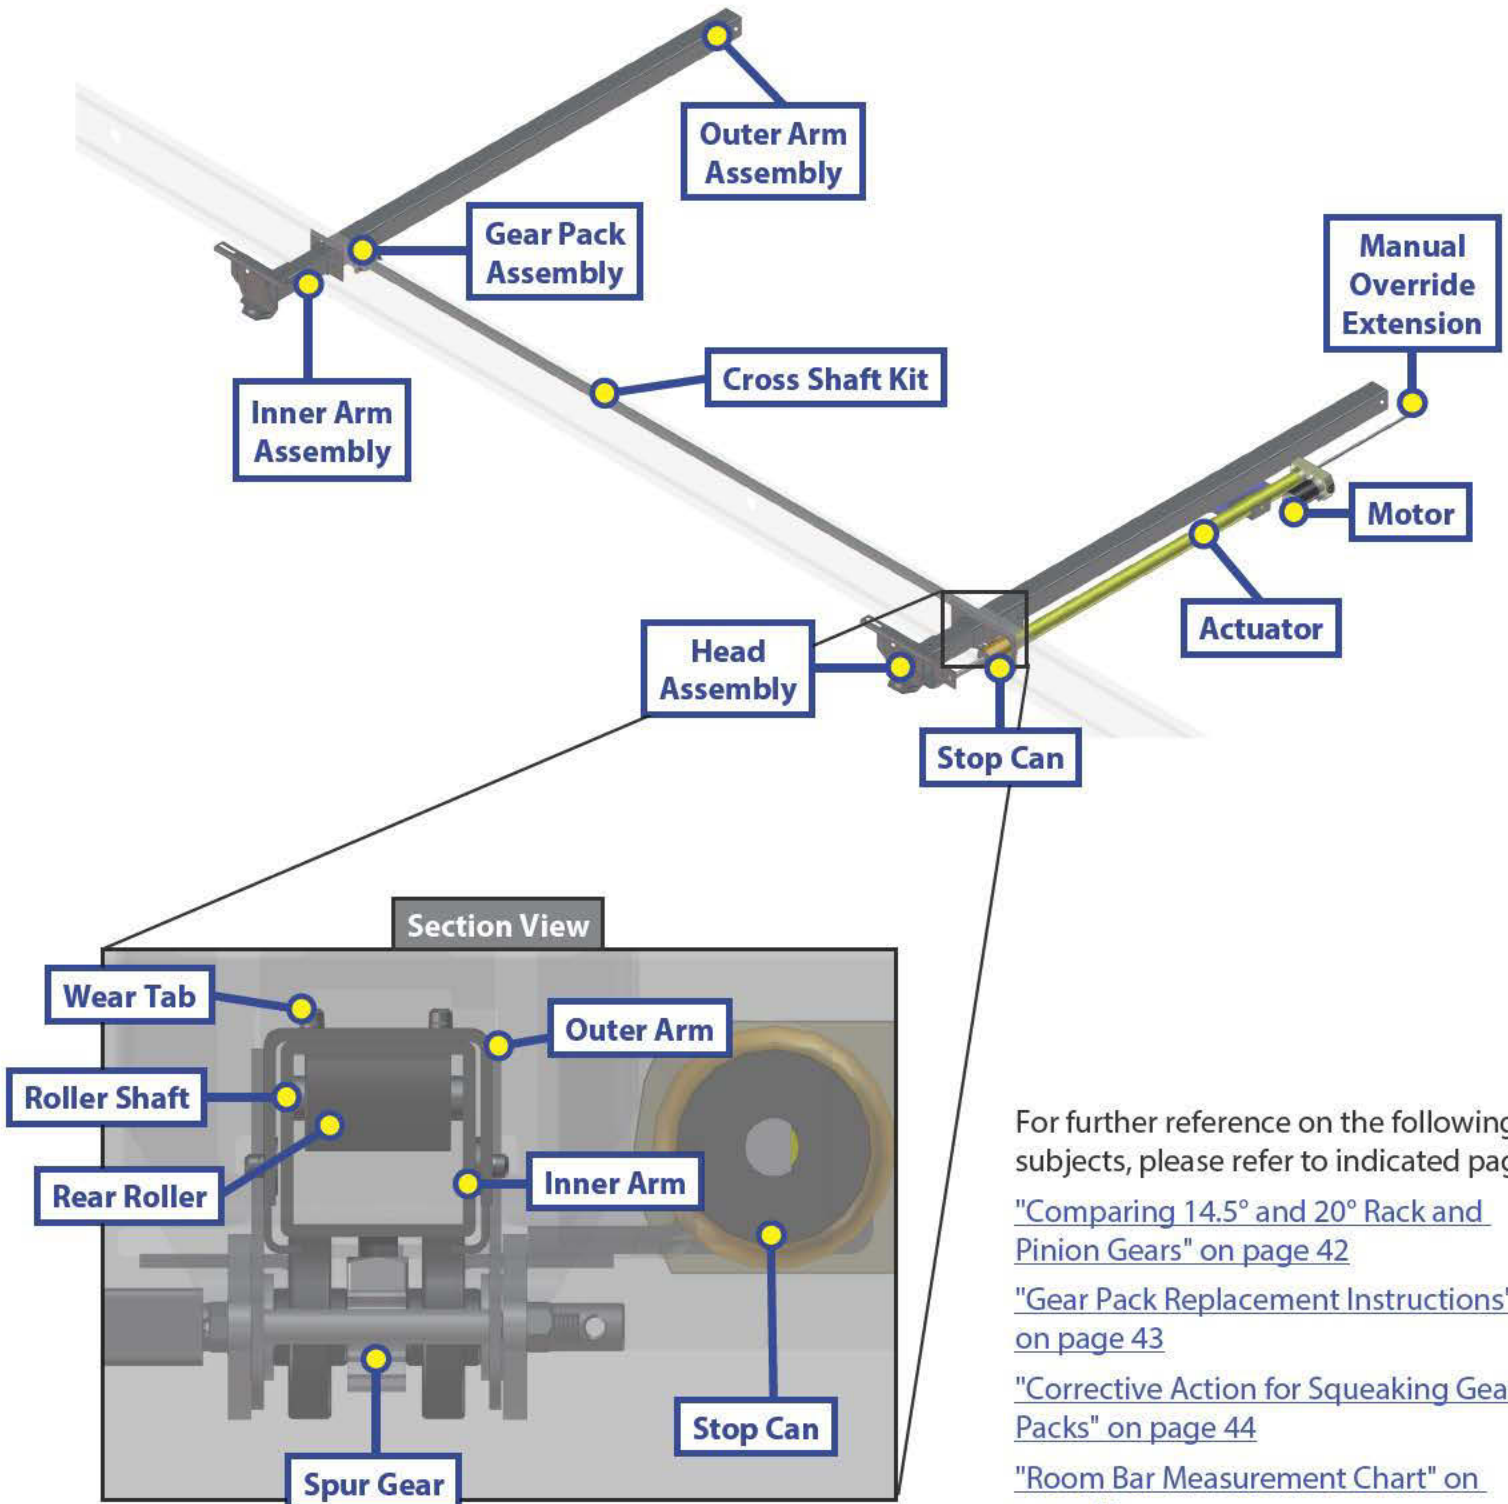 Outer Arm
Assembly
Gear Pack
Assembly
Manual
Override
Extension
Cross Shaft Kit
Inner Arm
Assembly
Motor
Actuator
Head
Assembly
Stop Can
Section View
Wear Tab
Outer Arm
Roller Shaft
Inner Arm
Rear Roller
Stop Can
Spur Gear
For further reference on the following
subjects, please refer to indicated pag
"Comparing 14.5° and 20° Rack and
Pinion Gears" on page 42
"Gear Pack Replacement Instructions"
on page 43
"Corrective Action for Squeaking Gea
Packs" on page 44
"Room Bar Measurement Chart" on